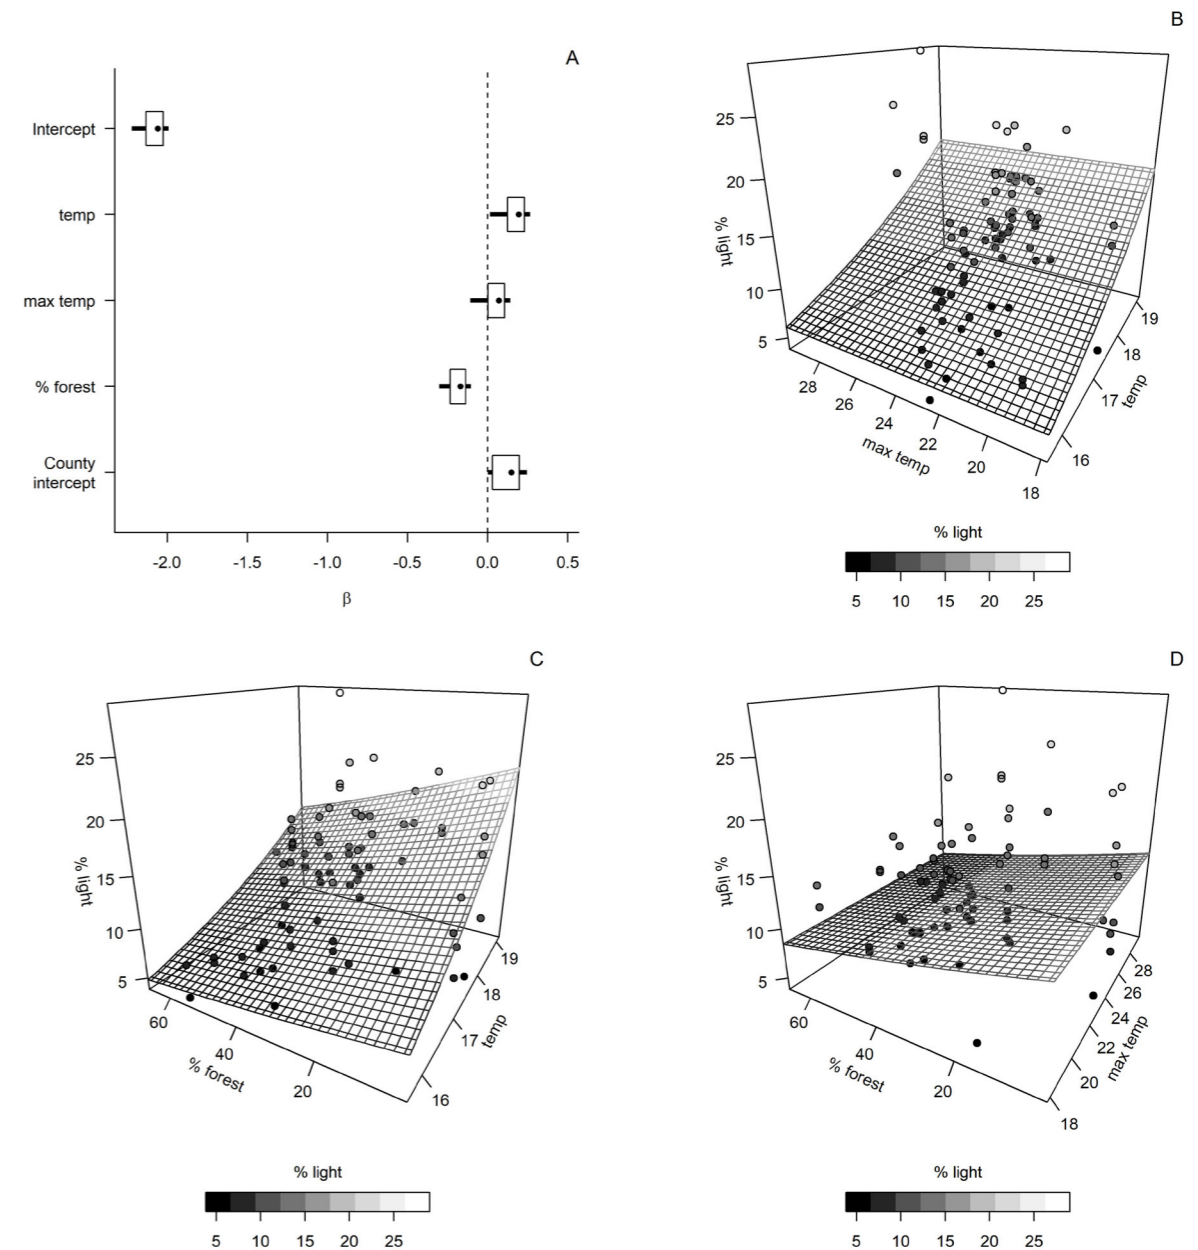 A
Intercept
temp
max temp
% forest
County
intercept
-2.0 -1.5 -1.0 -0.5 0.0 0.5
β
B
25
20
15
10
5
% light
28
26
24
22
20
18
max temp
19
18
17
16
temp
% light
5 10 15 20 25
C
25
20
15
10
5
% light
60
40
20
% forest
19
18
17
16
temp
% light
5 10 15 20 25
D
25
20
15
10
5
% light
60
40
20
% forest
28
26
24
22
20
18
max temp
% light
5 10 15 20 25